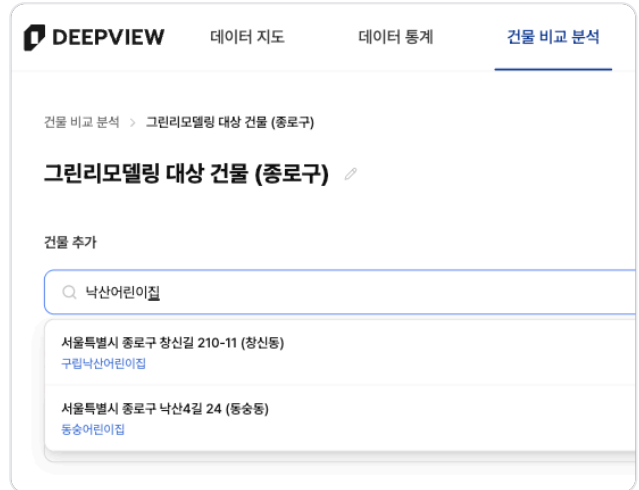 DEEPVIEW 데이터 지도 데이터 통계 건물 비교 분석
건물 비교 분석 > 그린리모델링 대상 건물 (종로구)
그린리모델링 대상 건물 (종로구)
건물 추가
낙산어린이집
서울특별시 종로구 창신길 210-11 (창신동)
구립낙산어린이집
서울특별시 종로구 낙산4길 24 (동숭동)
동숭어린이집